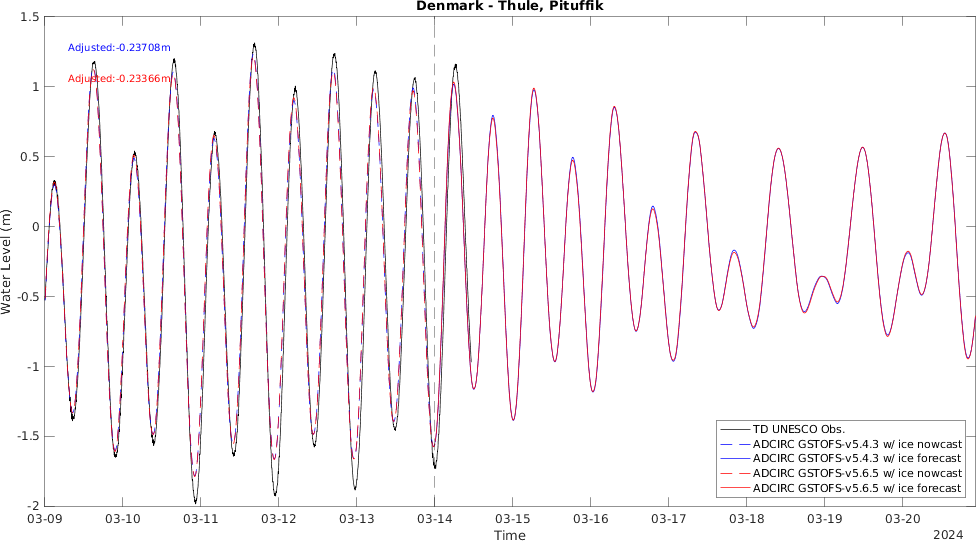 Denmark - Thule, Pituffik
1.5
1
0.5
0
-0.5
-1
-1.5
-2
Water Level (m)
Adjusted:-0.23708m
Adjusted:-0.23366m
TD UNESCO Obs.
ADCIRC GSTOFS-v5.4.3 w/ ice nowcast
ADCIRC GSTOFS-v5.4.3 w/ ice forecast
ADCIRC GSTOFS-v5.6.5 w/ ice nowcast
ADCIRC GSTOFS-v5.6.5 w/ ice forecast
03-09 03-10 03-11 03-12 03-13 03-14 03-15 03-16 03-17 03-18 03-19 03-20
Time
2024